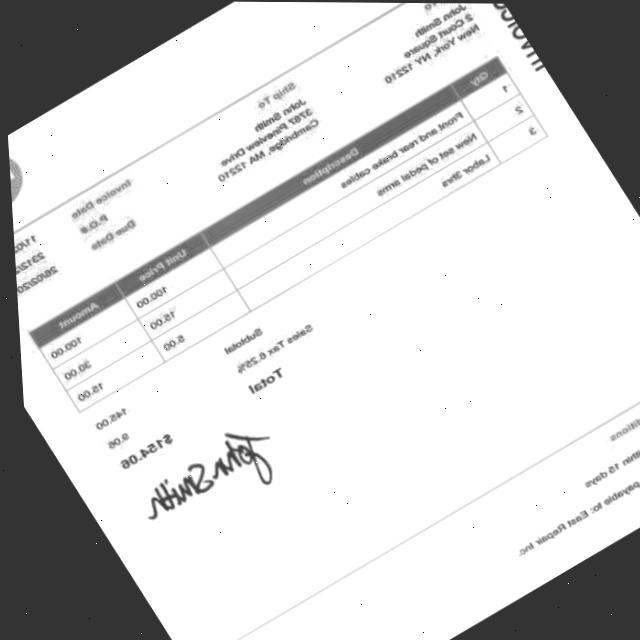 INVOICE
To
John Smith
2 Court Square
New York, NY 12210
Ship To
John Smith
3787 Pineview Drive
Cambridge, MA 12210
Invoice Date
P.O.#
Due Date
Qty Description Unit Price Amount
1 Front and rear brake cables 100.00 100.00
2 New set of pedal arms 15.00 30.00
3 Labor 3hrs 5.00 15.00
Subtotal 145.00
Sales Tax 6.25% 9.06
Total $154.06
John Smith
15 days
payable to: East Repair Inc.